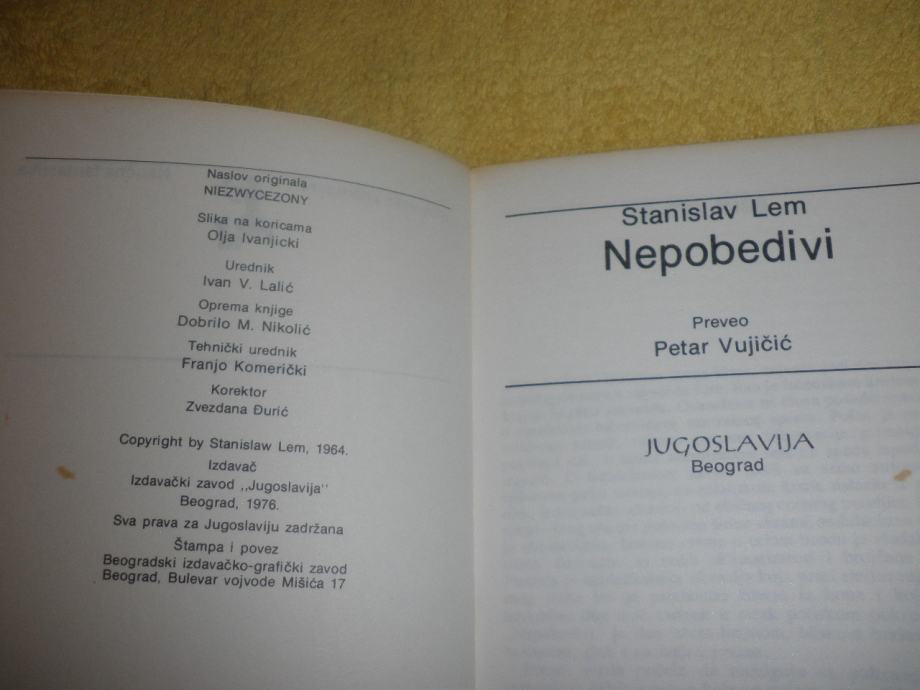 Naslov originala
NIEZWYCEZONY
Slika na koricama
Olja Ivanjicki
Urednik
Ivan V. Lalić
Oprema knjige
Dobrilo M. Nikolić
Tehnički urednik
Franjo Komerički
Korektor
Zvezdana Đurić
Copyright by Stanislaw Lem, 1964.
Izdavač
Izdavački zavod ,,Jugoslavija''
Beograd, 1976.
Sva prava za Jugoslaviju zadržana
Štampa i povez
Beogradski izdavačko-grafički zavod
Beograd, Bulevar vojvode Mišića 17
Stanislav Lem
Nepobedivi
Preveo
Petar Vujičić
JUGOSLAVIJA
Beograd